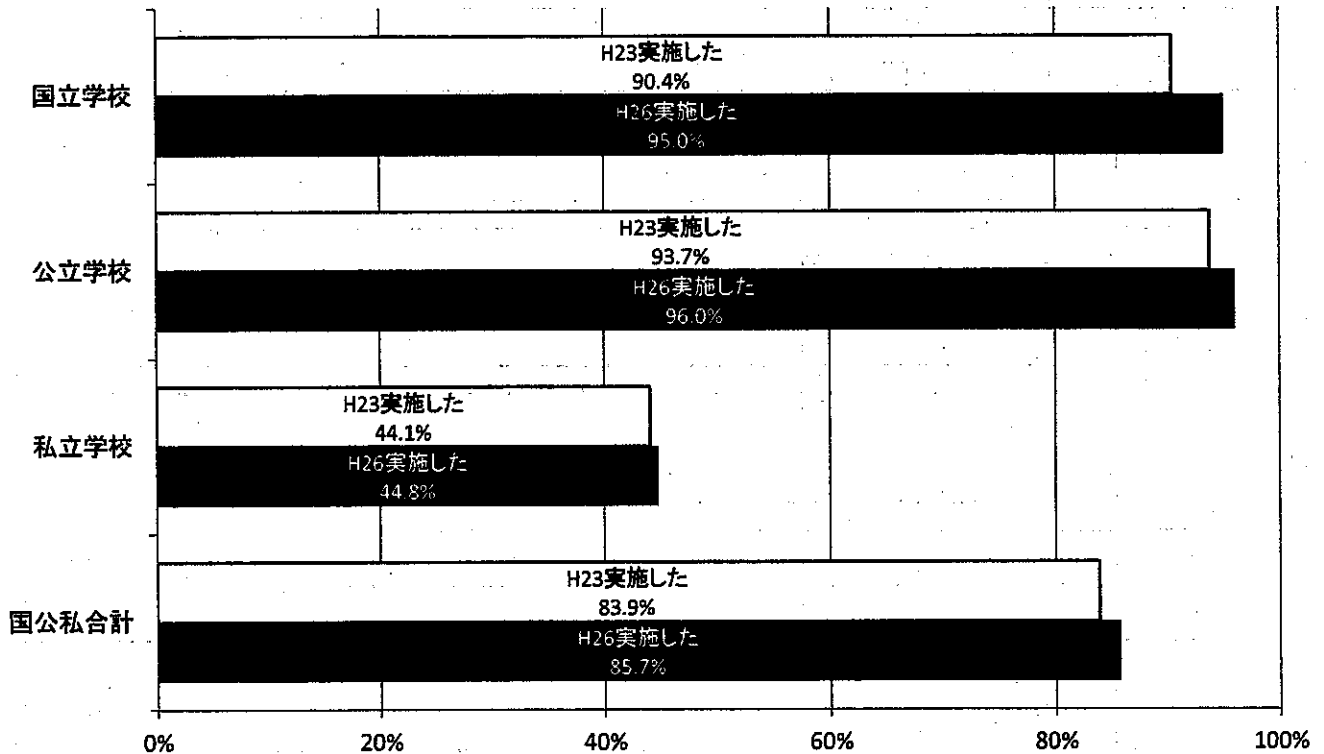 国立学校
H23実施した
90.4%
H26実施した
95.0%
公立学校
H23実施した
93.7%
H26実施した
96.0%
私立学校
H23実施した
44.1%
H26実施した
44.8%
国公私合計
H23実施した
83.9%
H26実施した
85.7%
0% 20% 40% 60% 80% 100%